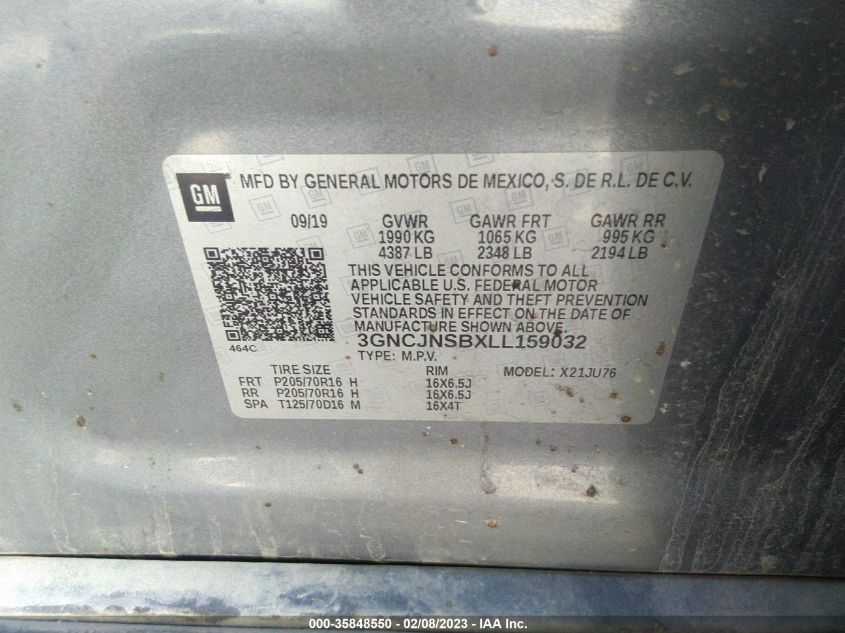 GM MFD BY GENERAL MOTORS DE MEXICO, S. DE R.L. DE C.V.
09/19 GVWR GAWR FRT GAWR RR
1990 KG 1065 KG 995 KG
4387 LB 2348 LB 2194 LB
THIS VEHICLE CONFORMS TO ALL
APPLICABLE U.S. FEDERAL MOTOR
VEHICLE SAFETY AND THEFT PREVENTION
STANDARDS IN EFFECT ON THE DATE OF
MANUFACTURE SHOWN ABOVE.
464C 3GNCJNSBXLL159032
TYPE: M.P.V.
TIRE SIZE RIM MODEL: X21JU76
FRT P205/70R16 H 16X6.5J
RR P205/70R16 H 16X6.5J
SPA T125/70D16 M 16X4T
000-35848550 - 02/08/2023 - IAA Inc.